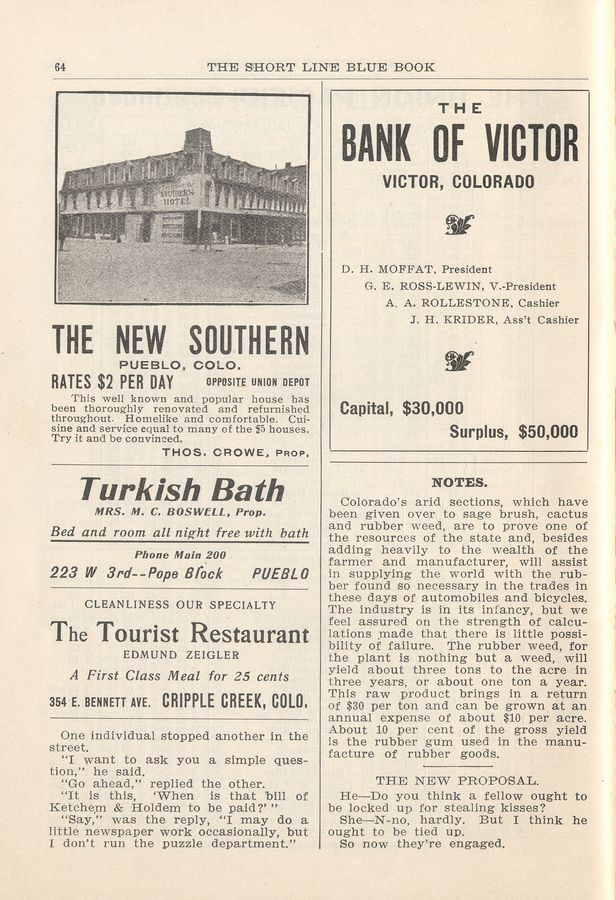 64
THE SHORT LINE BLUE BOOK
SOUTHERN
HOTEL
THE NEW SOUTHERN
PUEBLO, COLO.
RATES $2 PER DAY OPPOSITE UNION DEPOT
This well known and popular house has
been thoroughly renovated and refurnished
throughout. Homelike and comfortable. Cui-
sine and service equal to many of the $5 houses.
Try it and be convinced.
THOS. CROWE, PROP.
Turkish Bath
MRS. M. C. BOSWELL, Prop.
Bed and room all night free with bath
Phone Main 200
223 W 3rd--Pope Block PUEBLO
CLEANLINESS OUR SPECIALTY
The Tourist Restaurant
EDMUND ZEIGLER
A First Class Meal for 25 cents
354 E. BENNETT AVE. CRIPPLE CREEK, COLO.
One individual stopped another in the
street.
"I want to ask you a simple ques-
tion," he said.
"Go ahead," replied the other.
"It is this, 'When is that bill of
Ketchem & Holdem to be paid?' "
"Say," was the reply, "I may do a
little newspaper work occasionally, but
I don't run the puzzle department."
THE
BANK OF VICTOR
VICTOR, COLORADO
D. H. MOFFAT, President
G. E. ROSS-LEWIN, V.-President
A. A. ROLLESTONE, Cashier
J. H. KRIDER, Ass't Cashier
Capital, $30,000
Surplus, $50,000
NOTES.
Colorado's arid sections, which have
been given over to sage brush, cactus
and rubber weed, are to prove one of
the resources of the state and, besides
adding heavily to the wealth of the
farmer and manufacturer, will assist
in supplying the world with the rub-
ber found so necessary in the trades in
these days of automobiles and bicycles.
The industry is in its infancy, but we
feel assured on the strength of calcu-
lations made that there is little possi-
bility of failure. The rubber weed, for
the plant is nothing but a weed, will
yield about three tons to the acre in
three years, or about one ton a year.
This raw product brings in a return
of $30 per ton and can be grown at an
annual expense of about $10 per acre.
About 10 per cent of the gross yield
is the rubber gum used in the manu-
facture of rubber goods.
THE NEW PROPOSAL.
He—Do you think a fellow ought to
be locked up for stealing kisses?
She—N-no, hardly. But I think he
ought to be tied up.
So now they're engaged.